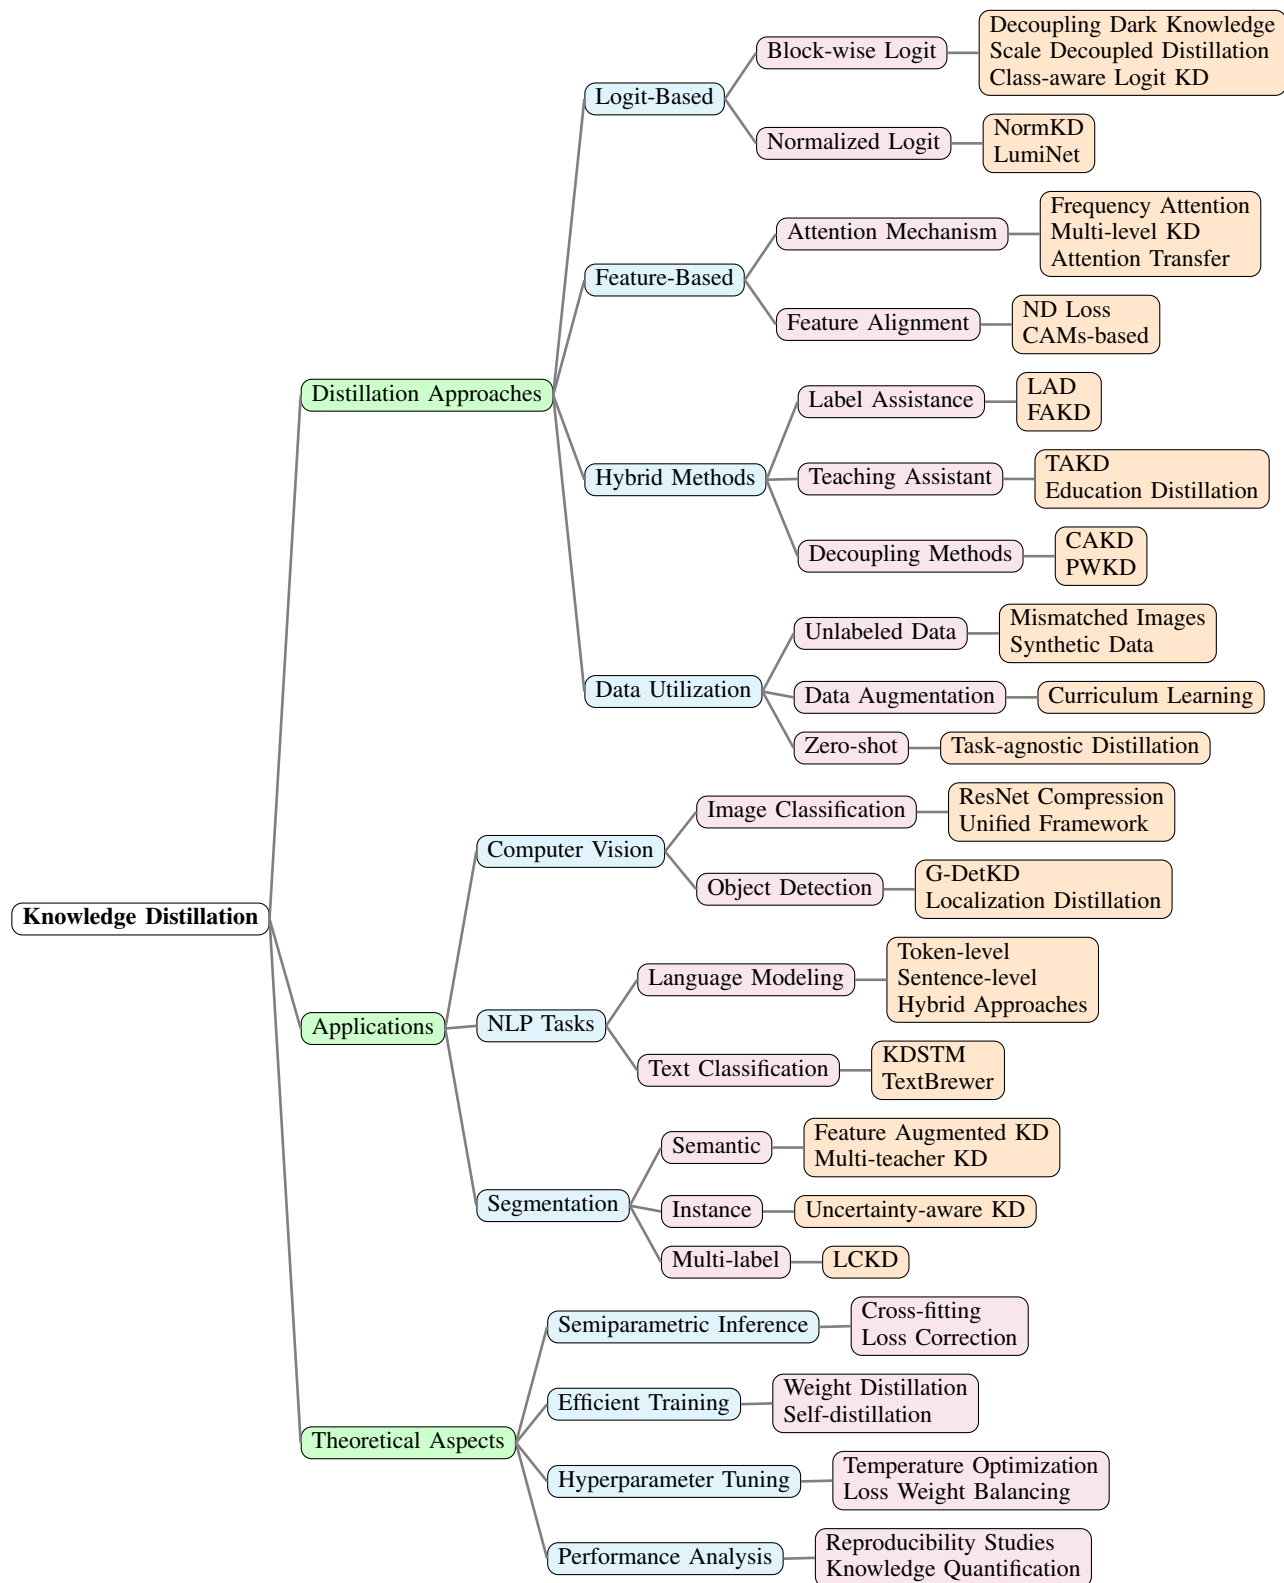 Knowledge Distillation
Distillation Approaches
Logit-Based
Block-wise Logit
Decoupling Dark Knowledge
Scale Decoupled Distillation
Class-aware Logit KD
Normalized Logit
NormKD
LumiNet
Feature-Based
Attention Mechanism
Frequency Attention
Multi-level KD
Attention Transfer
Feature Alignment
ND Loss
CAMs-based
Hybrid Methods
Label Assistance
LAD
FAKD
Teaching Assistant
TAKD
Education Distillation
Decoupling Methods
CAKD
PWKD
Data Utilization
Unlabeled Data
Mismatched Images
Synthetic Data
Data Augmentation
Curriculum Learning
Zero-shot
Task-agnostic Distillation
Applications
Computer Vision
Image Classification
ResNet Compression
Unified Framework
Object Detection
G-DetKD
Localization Distillation
NLP Tasks
Language Modeling
Token-level
Sentence-level
Hybrid Approaches
Text Classification
KDSTM
TextBrewer
Segmentation
Semantic
Feature Augmented KD
Multi-teacher KD
Instance
Uncertainty-aware KD
Multi-label
LCKD
Theoretical Aspects
Semiparametric Inference
Cross-fitting
Loss Correction
Efficient Training
Weight Distillation
Self-distillation
Hyperparameter Tuning
Temperature Optimization
Loss Weight Balancing
Performance Analysis
Reproducibility Studies
Knowledge Quantification